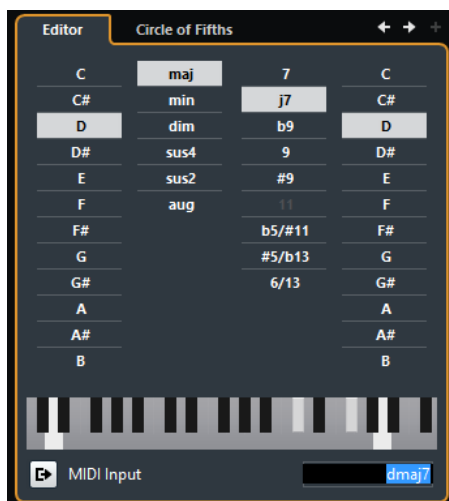 Editor Circle of Fifths
C maj 7 C
C# min j7 C#
D dim b9 D
D# sus4 9 D#
E sus2 #9 E
F aug 11 F
F# b5/#11 F#
G #5/b13 G
G# 6/13 G#
A A
A# A#
B B
MIDI Input dmaj7